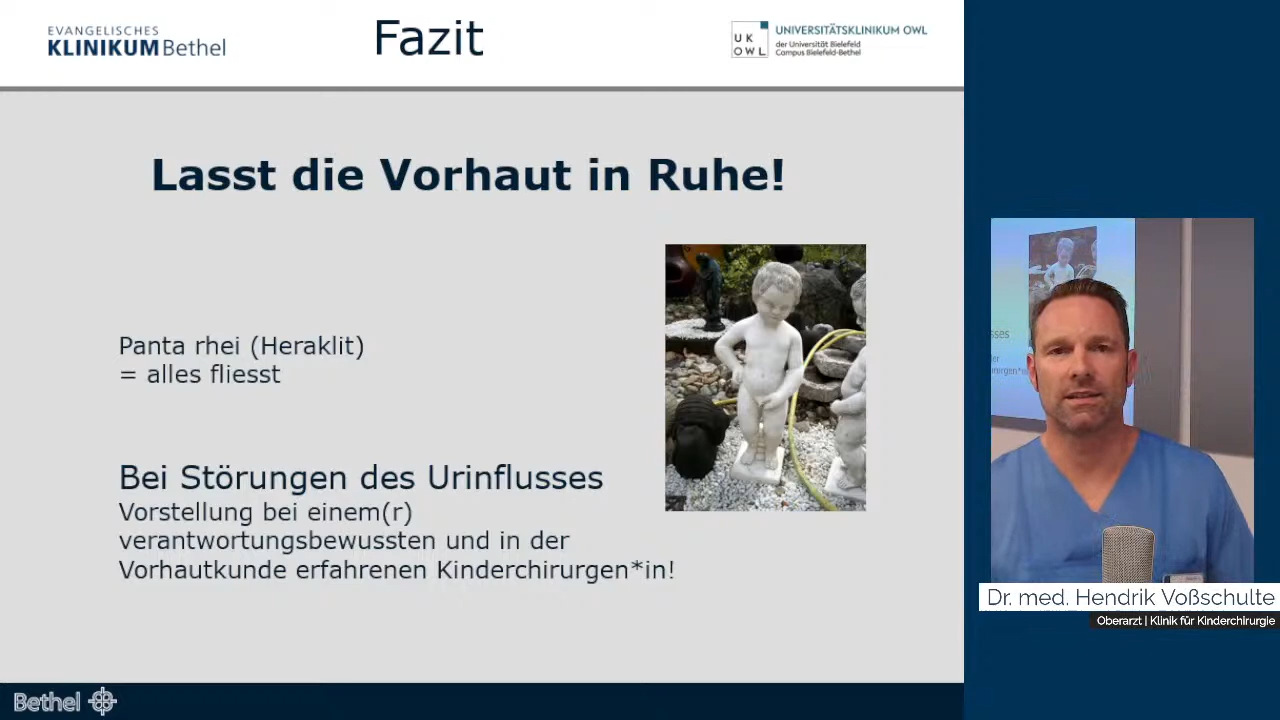 EVANGELISCHES
KLINIKUM Bethel
Fazit
UK
OWL
UNIVERSITÄTSKLINIKUM OWL
der Universität Bielefeld
Campus Bielefeld-Bethel
Lasst die Vorhaut in Ruhe!
Panta rhei (Heraklit)
= alles fliesst
Bei Störungen des Urinflusses
Vorstellung bei einem(r)
verantwortungsbewussten und in der
Vorhautkunde erfahrenen Kinderchirurgen*in!
Dr. med. Hendrik Voßschulte
Oberarzt | Klinik für Kinderchirurgie
Bethel